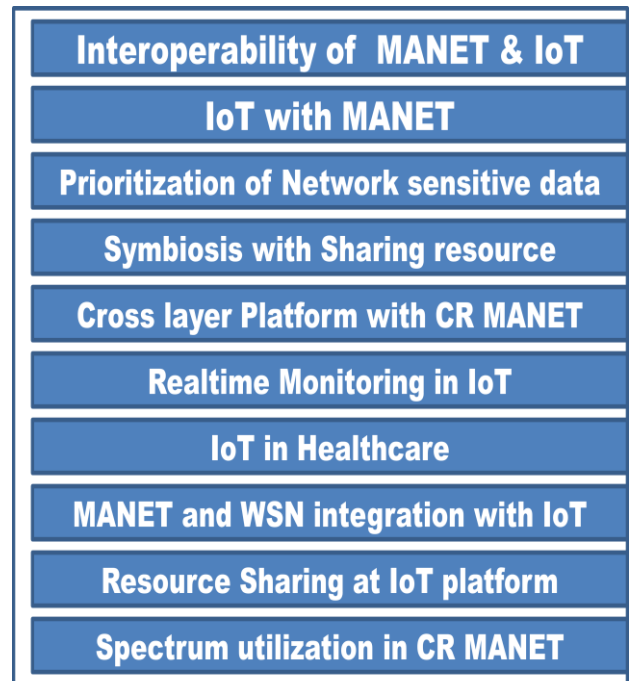 Interoperability of MANET & IoT
IoT with MANET
Prioritization of Network sensitive data
Symbiosis with Sharing resource
Cross layer Platform with CR MANET
Realtime Monitoring in IoT
IoT in Healthcare
MANET and WSN integration with IoT
Resource Sharing at IoT platform
Spectrum utilization in CR MANET